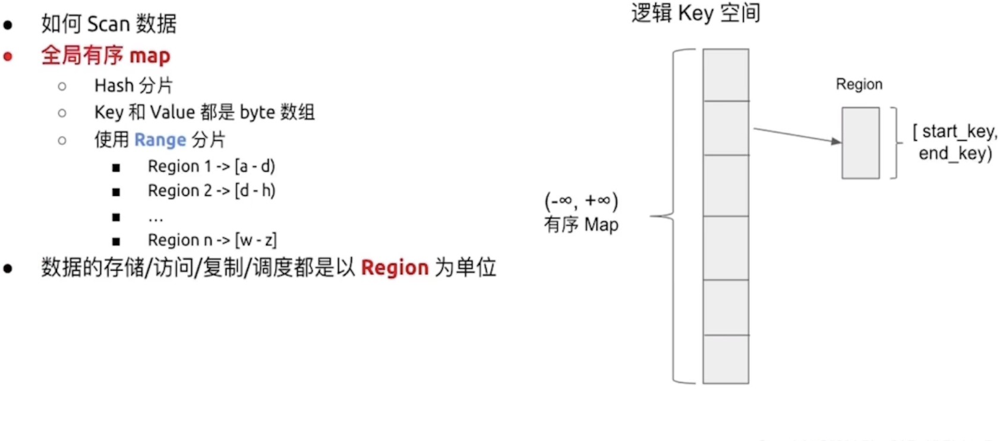 如何 Scan 数据
全局有序 map
Hash 分片
Key 和 Value 都是 byte 数组
使用 Range 分片
Region 1 -> [a - d)
Region 2 -> [d - h)
...
Region n -> [w - z]
数据的存储/访问/复制/调度都是以 Region 为单位
逻辑 Key 空间
(-∞, +∞)
有序 Map
Region
[ start_key,
end_key)